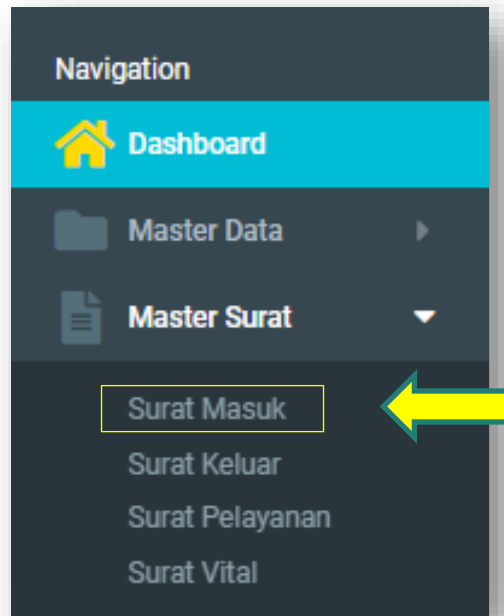 Navigation
Dashboard
Master Data
Master Surat
Surat Masuk
Surat Keluar
Surat Pelayanan
Surat Vital